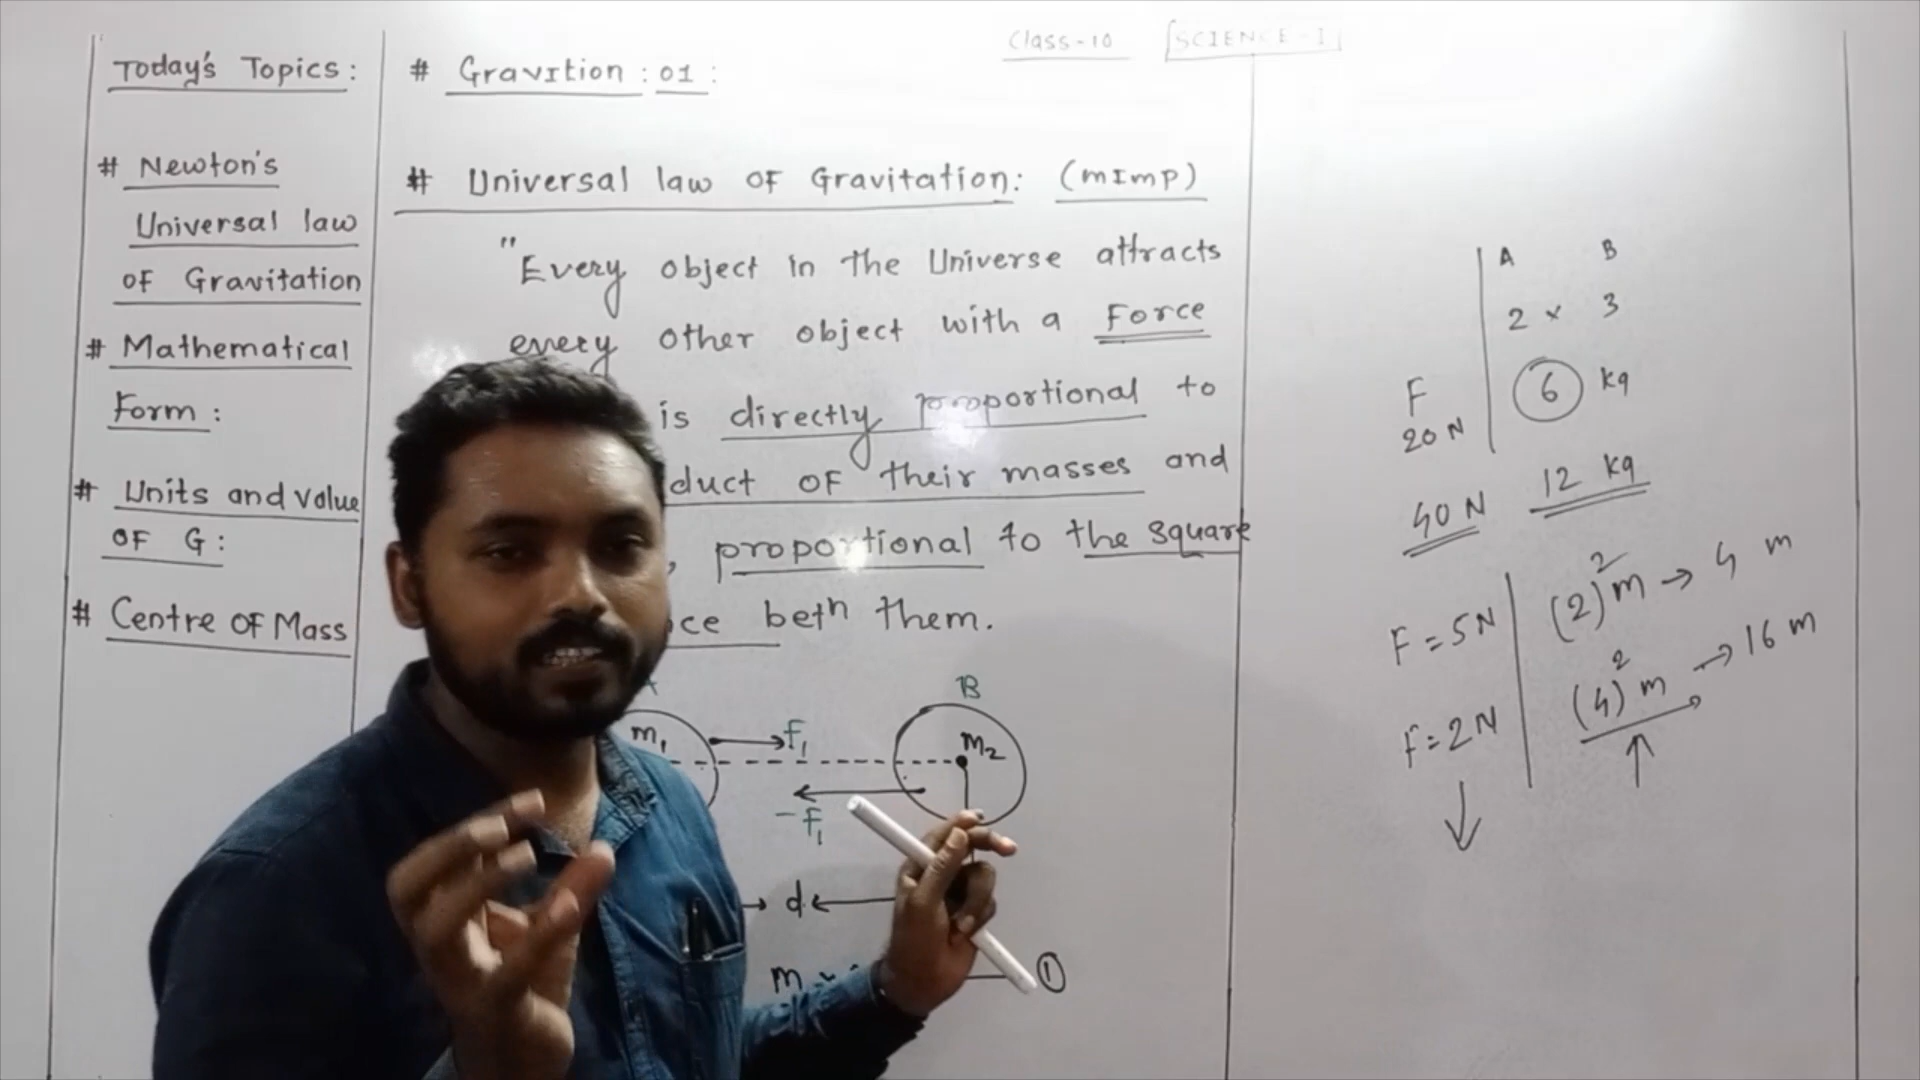 Class-10 SCIENCE-I
Today's Topics:
# Newton's
Universal law
of Gravitation
# Mathematical
Form:
# Units and value
of G:
# Centre of Mass
# Gravıtion : 01 :
# Universal law of Gravitation: (mImp)
"Every object in the Universe attracts
every other object with a Force
is directly proportional to
duct of their masses and
, proportional to the square
ce betn them.
B
m₁ F₁ m₂
-F₁
d
m
①
A B
2 × 3
F 6 kg
20 N
40 N 12 kg
F = 5N (2)² m → 4 m
F = 2N (4)² m → 16 m